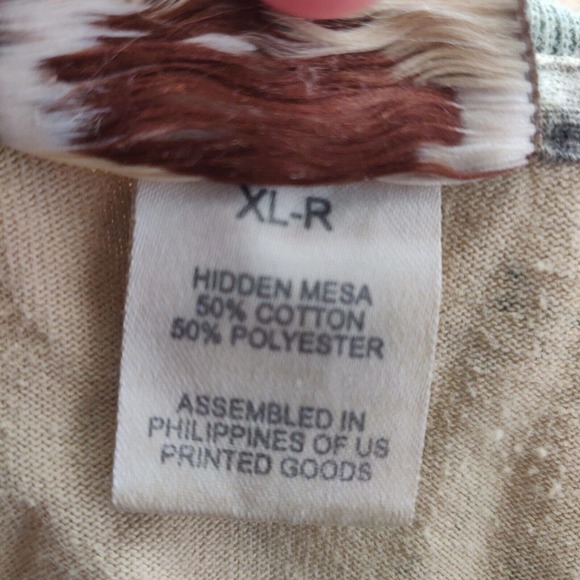 XL-R
HIDDEN MESA
50% COTTON
50% POLYESTER
ASSEMBLED IN
PHILIPPINES OF US
PRINTED GOODS